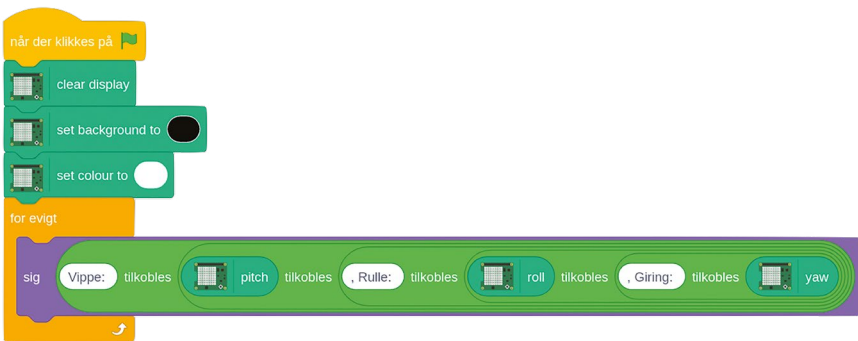 når der klikkes på
clear display
set background to
set colour to
for evigt
sig Vippe: tilkobles pitch tilkobles , Rulle: tilkobles roll tilkobles , Giring: tilkobles yaw